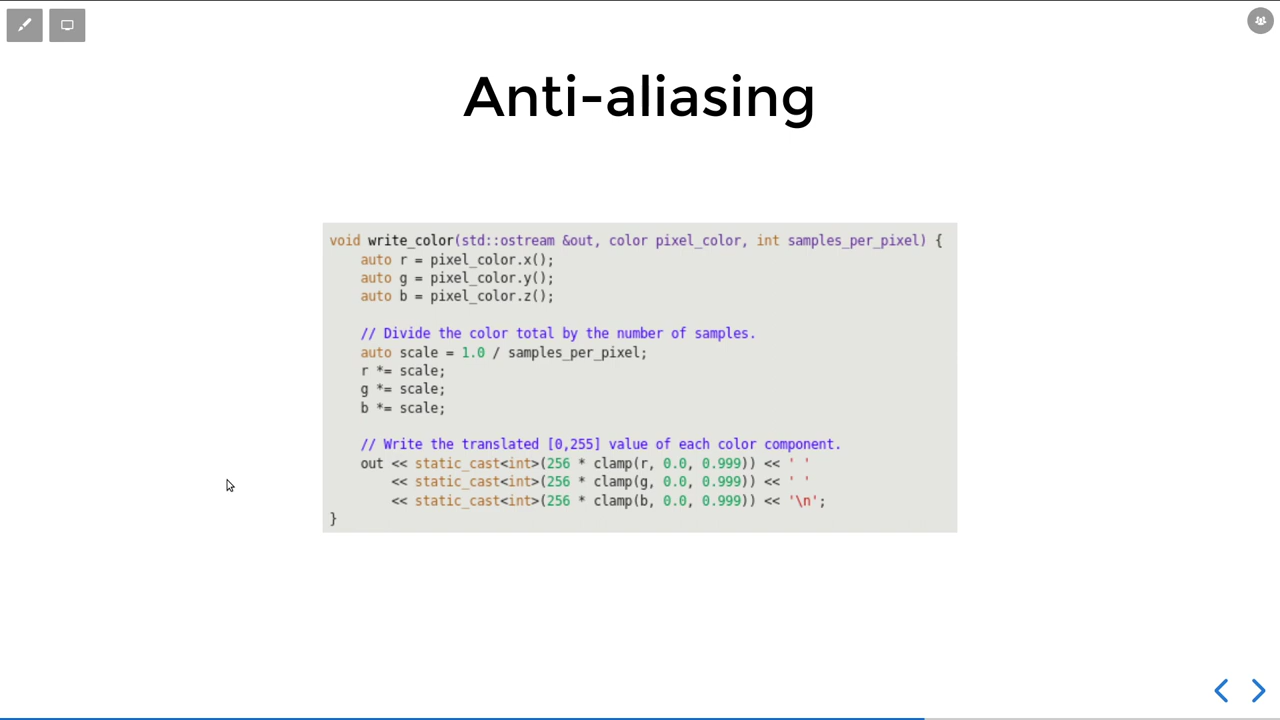 Anti-aliasing
void write_color(std::ostream &out, color pixel_color, int samples_per_pixel) {
    auto r = pixel_color.x();
    auto g = pixel_color.y();
    auto b = pixel_color.z();

    // Divide the color total by the number of samples.
    auto scale = 1.0 / samples_per_pixel;
    r *= scale;
    g *= scale;
    b *= scale;

    // Write the translated [0,255] value of each color component.
    out << static_cast<int>(256 * clamp(r, 0.0, 0.999)) << ' '
        << static_cast<int>(256 * clamp(g, 0.0, 0.999)) << ' '
        << static_cast<int>(256 * clamp(b, 0.0, 0.999)) << '\n';
}